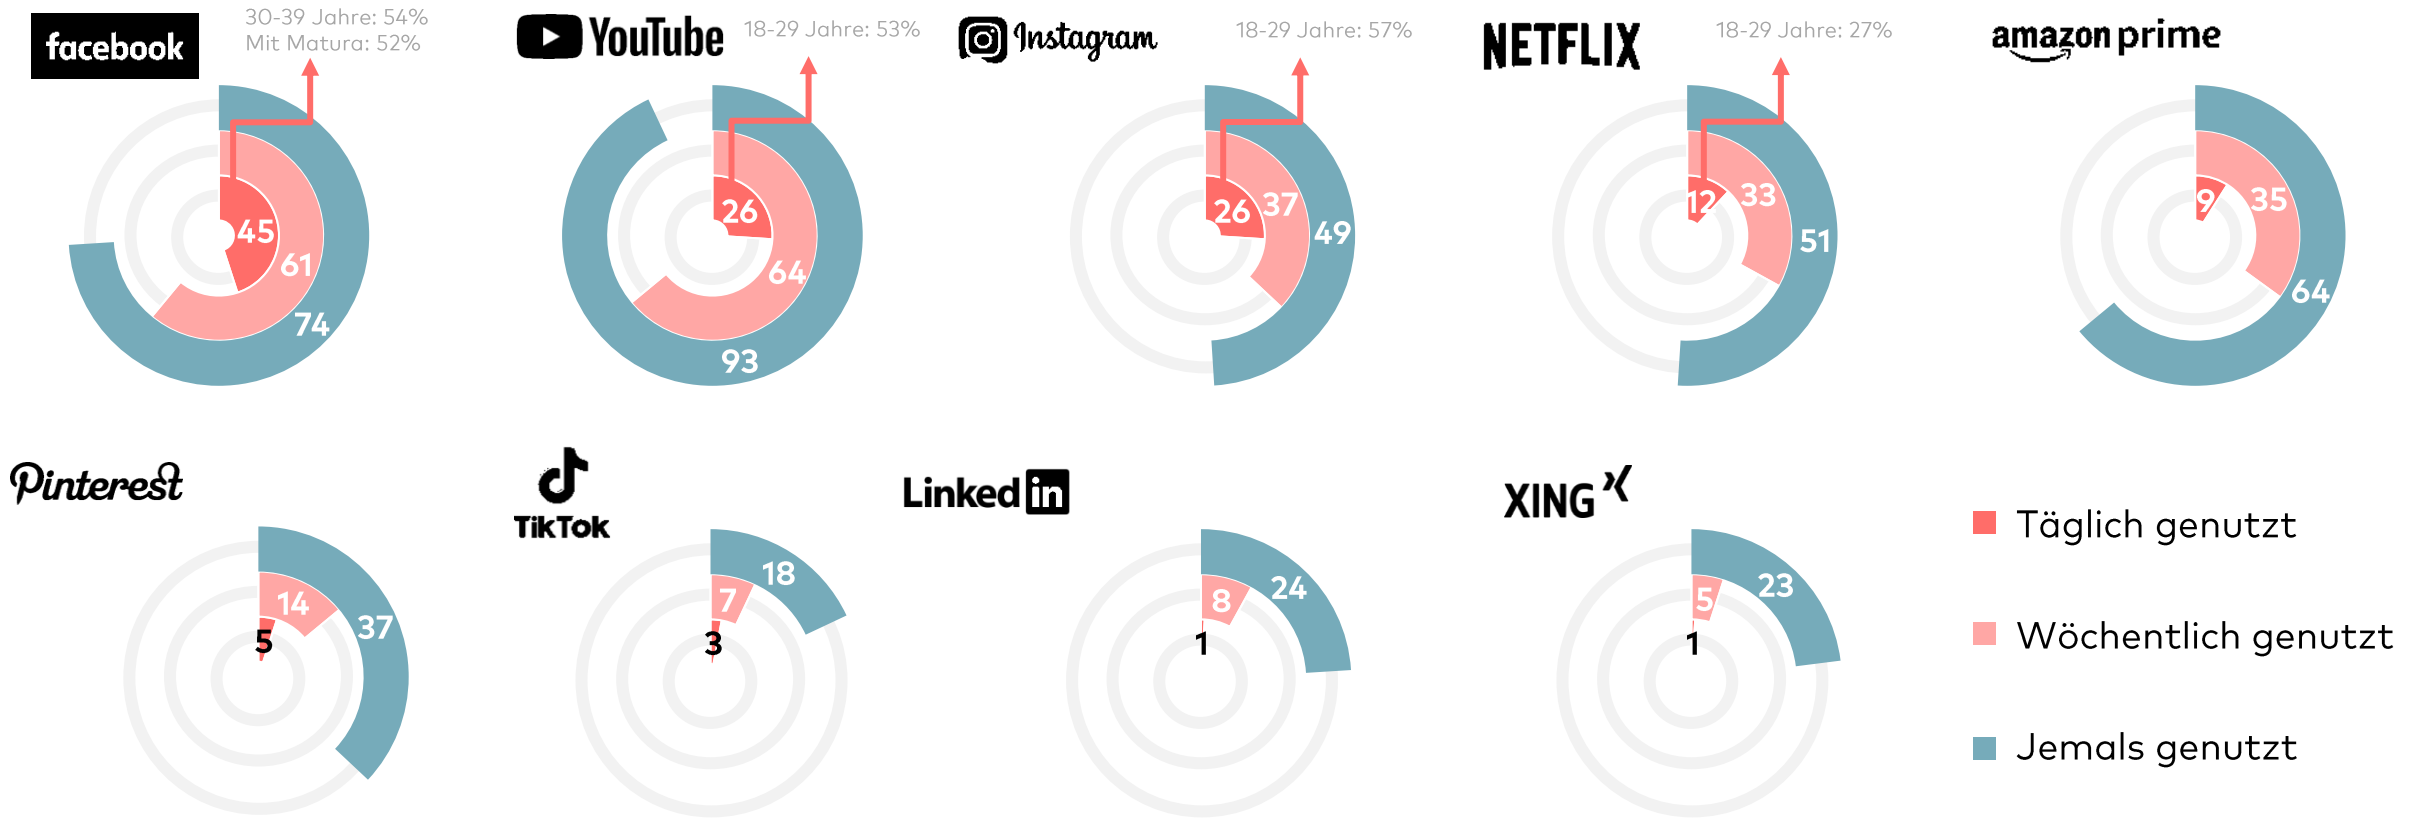 facebook
30-39 Jahre: 54%
Mit Matura: 52%
45
61
74
YouTube
18-29 Jahre: 53%
26
64
93
Instagram
18-29 Jahre: 57%
26
37
49
NETFLIX
18-29 Jahre: 27%
12
33
51
amazon prime
9
35
64
Pinterest
5
14
37
TikTok
3
7
18
Linked in
1
8
24
XING
1
5
23
Täglich genutzt
Wöchentlich genutzt
Jemals genutzt